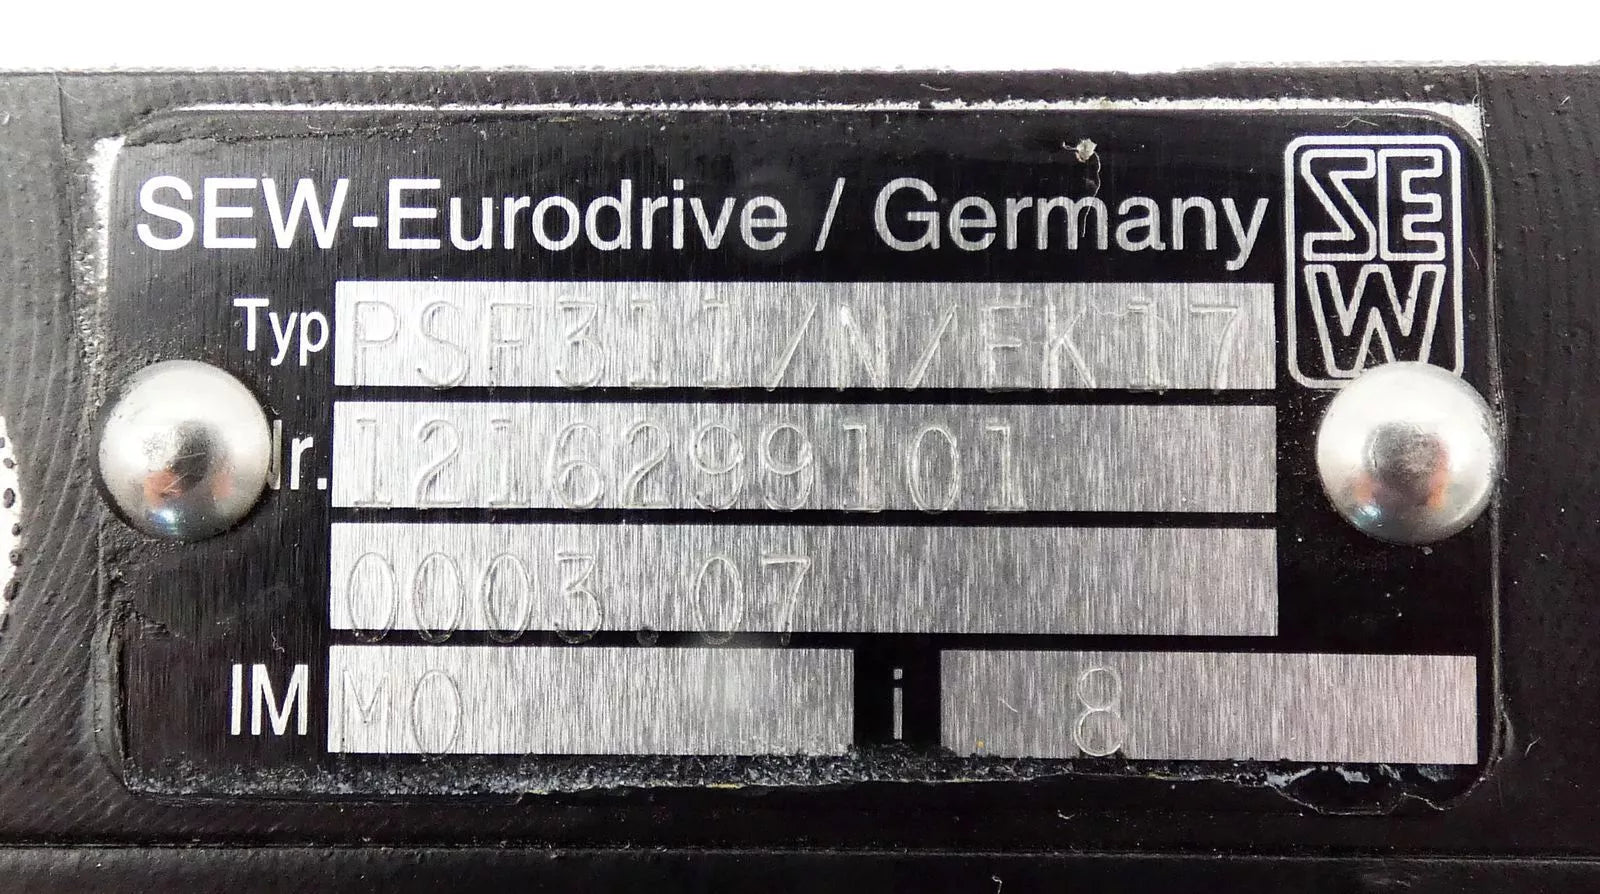 SEW-Eurodrive / Germany
SEW
Typ PSF311/N/EK17
Nr. 1216299101
0003.07
IM M0 i 8